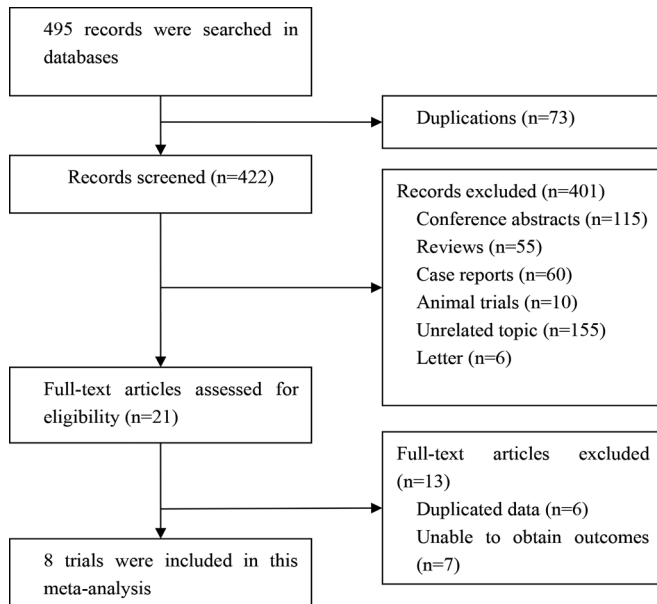 495 records were searched in
databases
Duplications (n=73)
Records screened (n=422)
Records excluded (n=401)
Conference abstracts (n=115)
Reviews (n=55)
Case reports (n=60)
Animal trials (n=10)
Unrelated topic (n=155)
Letter (n=6)
Full-text articles assessed for
eligibility (n=21)
Full-text articles excluded
(n=13)
Duplicated data (n=6)
Unable to obtain outcomes
(n=7)
8 trials were included in this
meta-analysis